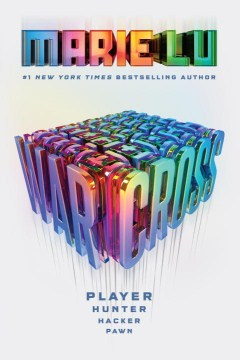 MARIE LU
#1 NEW YORK TIMES BESTSELLING AUTHOR
WARCROSS
PLAYER
HUNTER
HACKER
PAWN